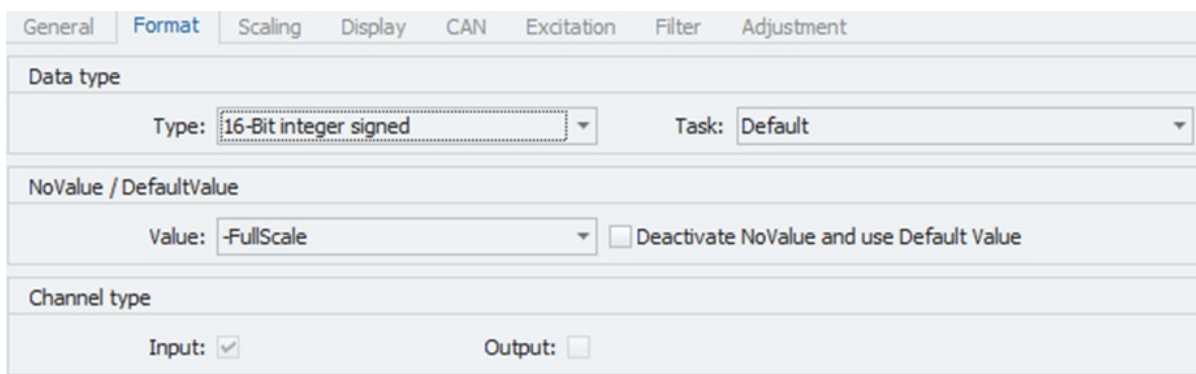 General Format Scaling Display CAN Excitation Filter Adjustment
Data type
Type: 16-Bit integer signed Task: Default
NoValue / DefaultValue
Value: -FullScale Deactivate NoValue and use Default Value
Channel type
Input: Output: